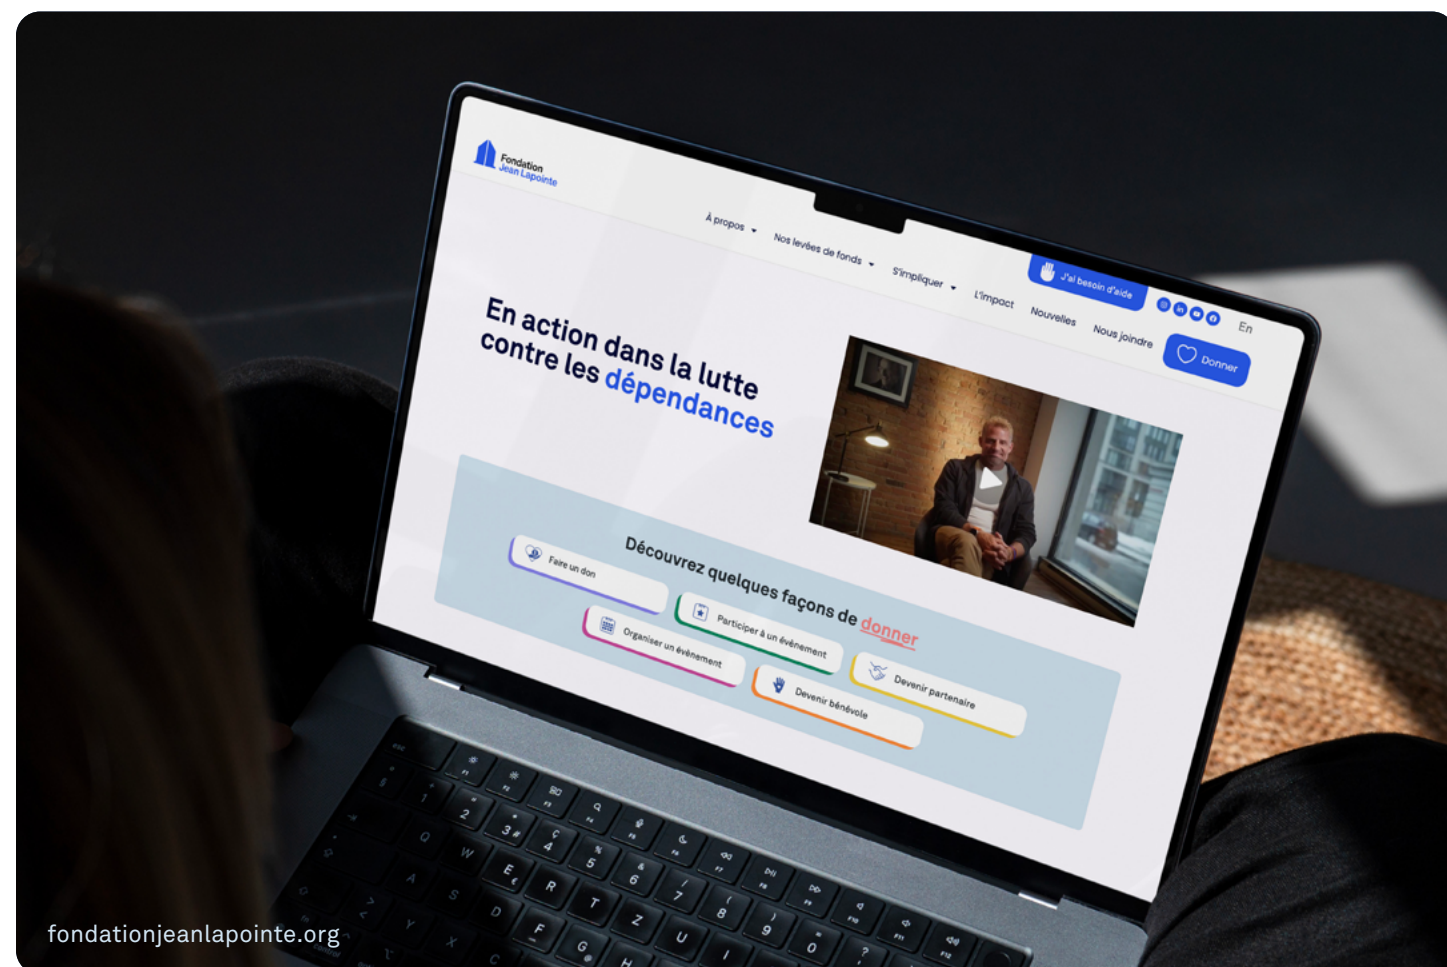 Fondation
Jean Lapointe
À propos
Nos levées de fonds
S'impliquer
L'impact
Nouvelles
Nous joindre
J'ai besoin d'aide
En
Donner
En action dans la lutte
contre les dépendances
Découvrez quelques façons de donner
Faire un don
Participer à un évènement
Devenir partenaire
Organiser un évènement
Devenir bénévole
fondationjeanlapointe.org